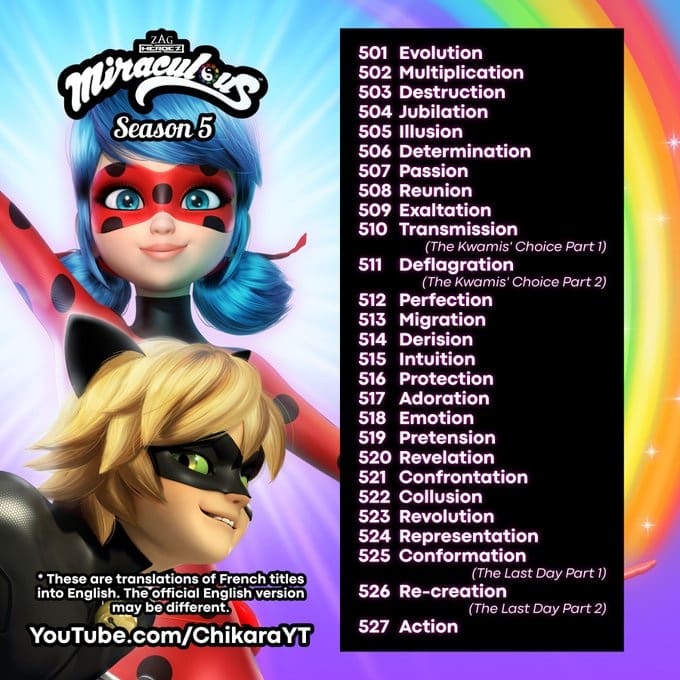 ZAG
HEROEZ
Miraculous
Season 5
501 Evolution
502 Multiplication
503 Destruction
504 Jubilation
505 Illusion
506 Determination
507 Passion
508 Reunion
509 Exaltation
510 Transmission
(The Kwamis' Choice Part 1)
511 Deflagration
(The Kwamis' Choice Part 2)
512 Perfection
513 Migration
514 Derision
515 Intuition
516 Protection
517 Adoration
518 Emotion
519 Pretension
520 Revelation
521 Confrontation
522 Collusion
523 Revolution
524 Representation
525 Conformation
(The Last Day Part 1)
526 Re-creation
(The Last Day Part 2)
527 Action
* These are translations of French titles
into English. The official English version
may be different.
YouTube.com/ChikaraYT